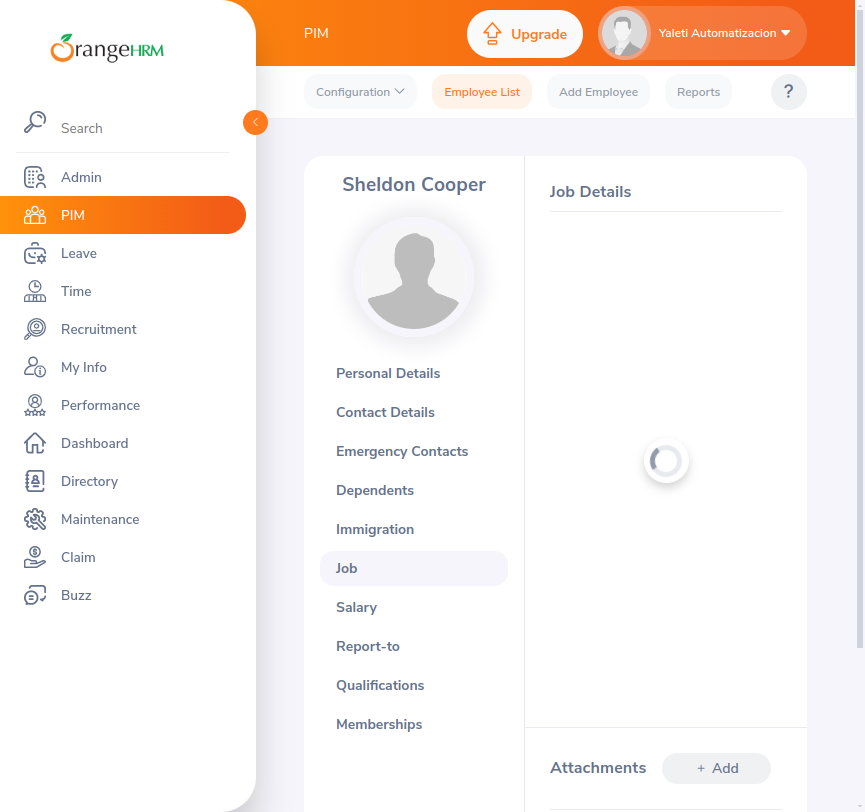 OrangeHRM
PIM
Upgrade
Yaleti Automatizacion
Configuration
Employee List
Add Employee
Reports
?
Search
Admin
PIM
Leave
Time
Recruitment
My Info
Performance
Dashboard
Directory
Maintenance
Claim
Buzz
Sheldon Cooper
Personal Details
Contact Details
Emergency Contacts
Dependents
Immigration
Job
Salary
Report-to
Qualifications
Memberships
Job Details
Attachments
+ Add